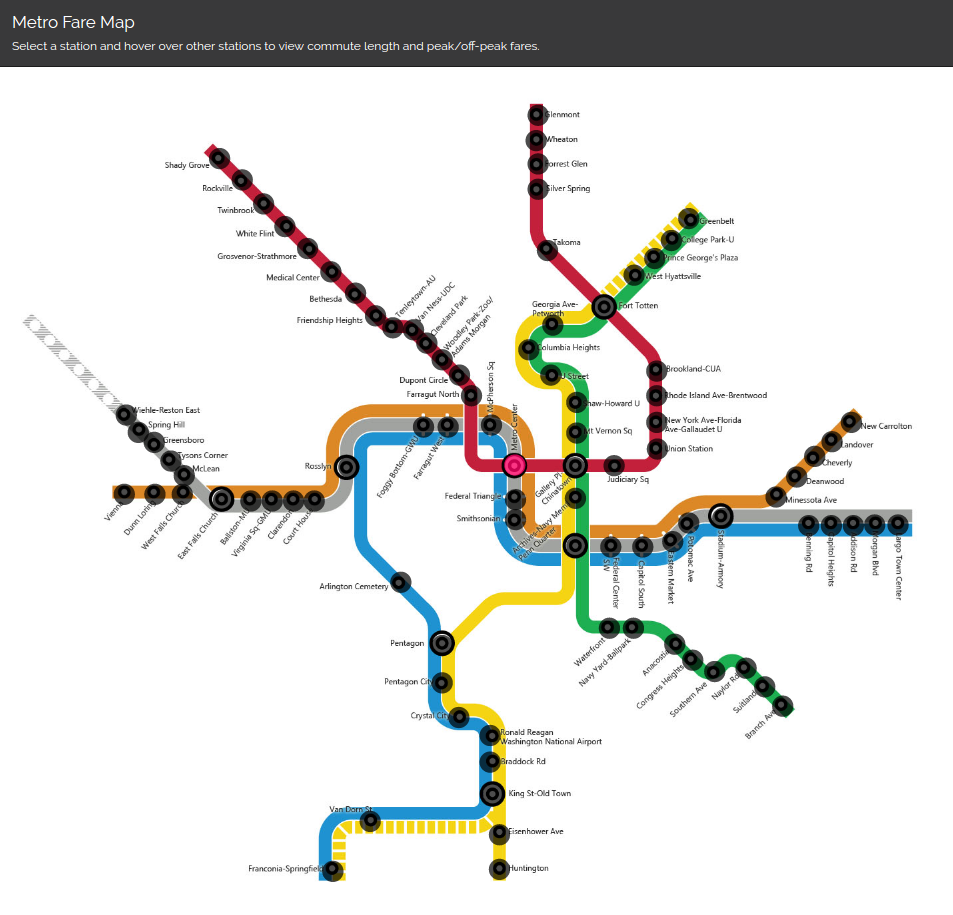 Metro Fare Map
Select a station and hover over other stations to view commute length and peak/off-peak fares.
Glenmont
Wheaton
Forrest Glen
Silver Spring
Takoma
Shady Grove
Rockville
Twinbrook
White Flint
Grosvenor-Strathmore
Medical Center
Bethesda
Friendship Heights
Tenleytown-AU
Van Ness-UDC
Cleveland Park
Woodley Park-Zoo/
Adams Morgan
Dupont Circle
Farragut North
McPherson Sq
Metro Center
Greenbelt
College Park-U
Prince George's Plaza
West Hyattsville
Fort Totten
Georgia Ave-
Petworth
Columbia Heights
U Street
Shaw-Howard U
Mt Vernon Sq
Brookland-CUA
Rhode Island Ave-Brentwood
New York Ave-Florida
Ave-Gallaudet U
Union Station
Judiciary Sq
Gallery Pl-
Chinatown
Wiehle-Reston East
Spring Hill
Greensboro
Tysons Corner
McLean
Vienna
Dunn Loring
West Falls Church
East Falls Church
Ballston-MU
Virginia Sq-GMU
Clarendon
Court House
Rosslyn
Foggy Bottom-GWU
Farragut West
Federal Triangle
Smithsonian
Archives-Navy Mem'l
Penn Quarter
Federal Center
SW
Capitol South
Eastern Market
Potomac Ave
Stadium-Armory
New Carrolton
Landover
Cheverly
Deanwood
Minesota Ave
Benning Rd
Capitol Heights
Addison Rd
Morgan Blvd
Largo Town Center
Arlington Cemetery
Pentagon
Pentagon City
Crystal City
Ronald Reagan
Washington National Airport
Braddock Rd
King St-Old Town
Van Dorn St
Eisenhower Ave
Franconia-Springfield
Huntington
Waterfront
Navy Yard-Ballpark
Anacostia
Congress Heights
Southern Ave
Naylor Rd
Suitland
Branch Ave